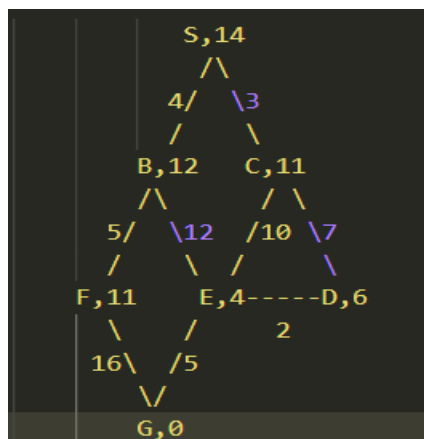 S,14
/\
4/ \3
/ \
B,12 C,11
/\ / \
5/ \12 /10 \7
/ \ / \
F,11 E,4-----D,6
\ / 2
16\ /5
\/
G,0